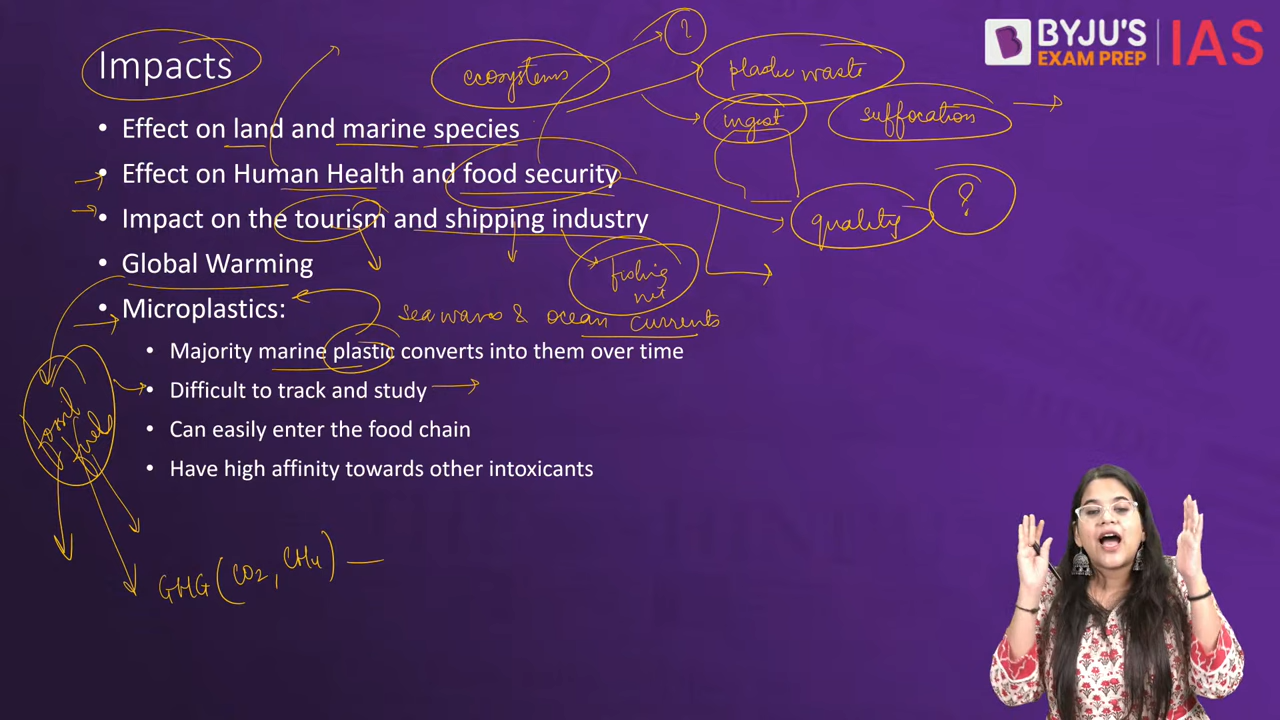 BYJU'S
EXAM PREP
IAS
Impacts
ecosystems
?
plastic waste
ingest
suffocation
• Effect on land and marine species
• Effect on Human Health and food security
quality
?
• Impact on the tourism and shipping industry
fishing
net
• Global Warming
• Microplastics:
sea waves & ocean currents
• Majority marine plastic converts into them over time
• Difficult to track and study
fossil
fuels
• Can easily enter the food chain
• Have high affinity towards other intoxicants
GHG (CO2, CH4) —